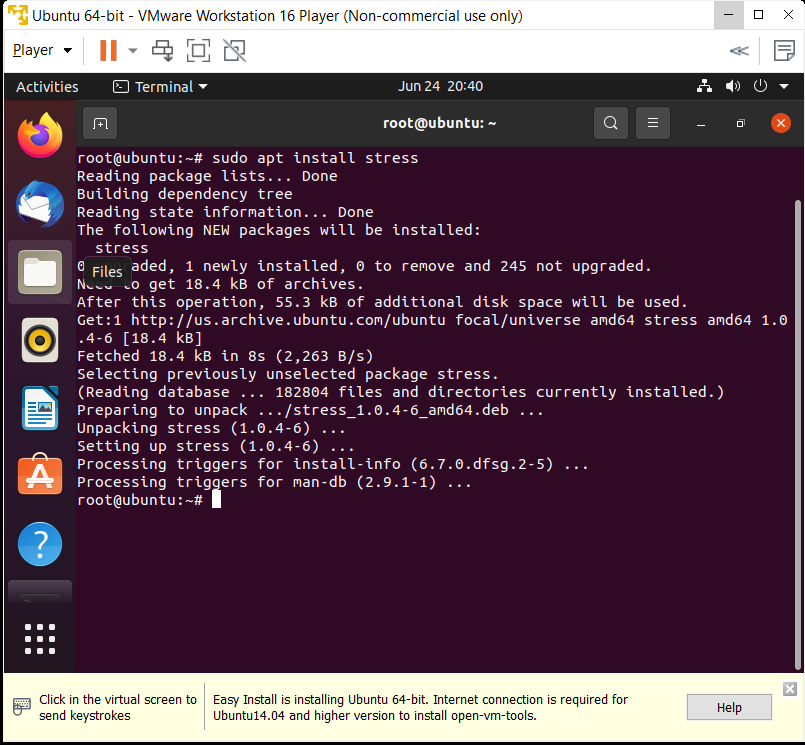 Ubuntu 64-bit - VMware Workstation 16 Player (Non-commercial use only)
Player
Activities
Terminal
Jun 24 20:40
root@ubuntu: ~
root@ubuntu:~# sudo apt install stress
Reading package lists... Done
Building dependency tree
Reading state information... Done
The following NEW packages will be installed:
stress
0 upgraded, 1 newly installed, 0 to remove and 245 not upgraded.
Files
Need to get 18.4 kB of archives.
After this operation, 55.3 kB of additional disk space will be used.
Get:1 http://us.archive.ubuntu.com/ubuntu focal/universe amd64 stress amd64 1.0
.4-6 [18.4 kB]
Fetched 18.4 kB in 8s (2,263 B/s)
Selecting previously unselected package stress.
(Reading database ... 182804 files and directories currently installed.)
Preparing to unpack .../stress_1.0.4-6_amd64.deb ...
Unpacking stress (1.0.4-6) ...
Setting up stress (1.0.4-6) ...
Processing triggers for install-info (6.7.0.dfsg.2-5) ...
Processing triggers for man-db (2.9.1-1) ...
root@ubuntu:~#
Click in the virtual screen to
send keystrokes
Easy Install is installing Ubuntu 64-bit. Internet connection is required for
Ubuntu14.04 and higher version to install open-vm-tools.
Help